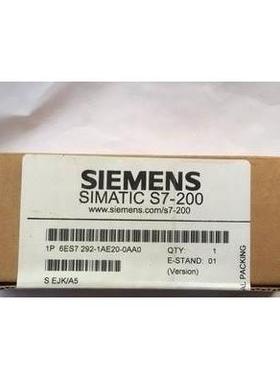 SIEMENS
SIMATIC S7-200
www.siemens.com/s7-200
1P 6ES7 292-1AE20-0AA0 QTY: 1
E-STAND: 01
(Version)
S EJK/A5
AL PACKING